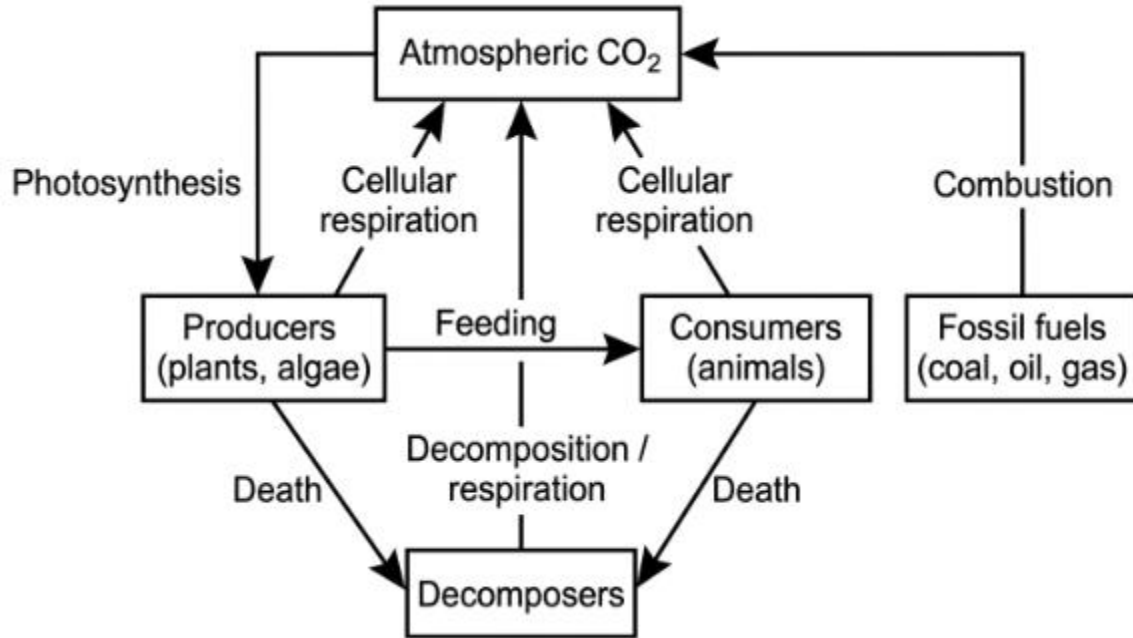 Atmospheric CO₂
Photosynthesis
Cellular
respiration
Cellular
respiration
Combustion
Producers
(plants, algae)
Feeding
Consumers
(animals)
Fossil fuels
(coal, oil, gas)
Death
Decomposition /
respiration
Death
Decomposers